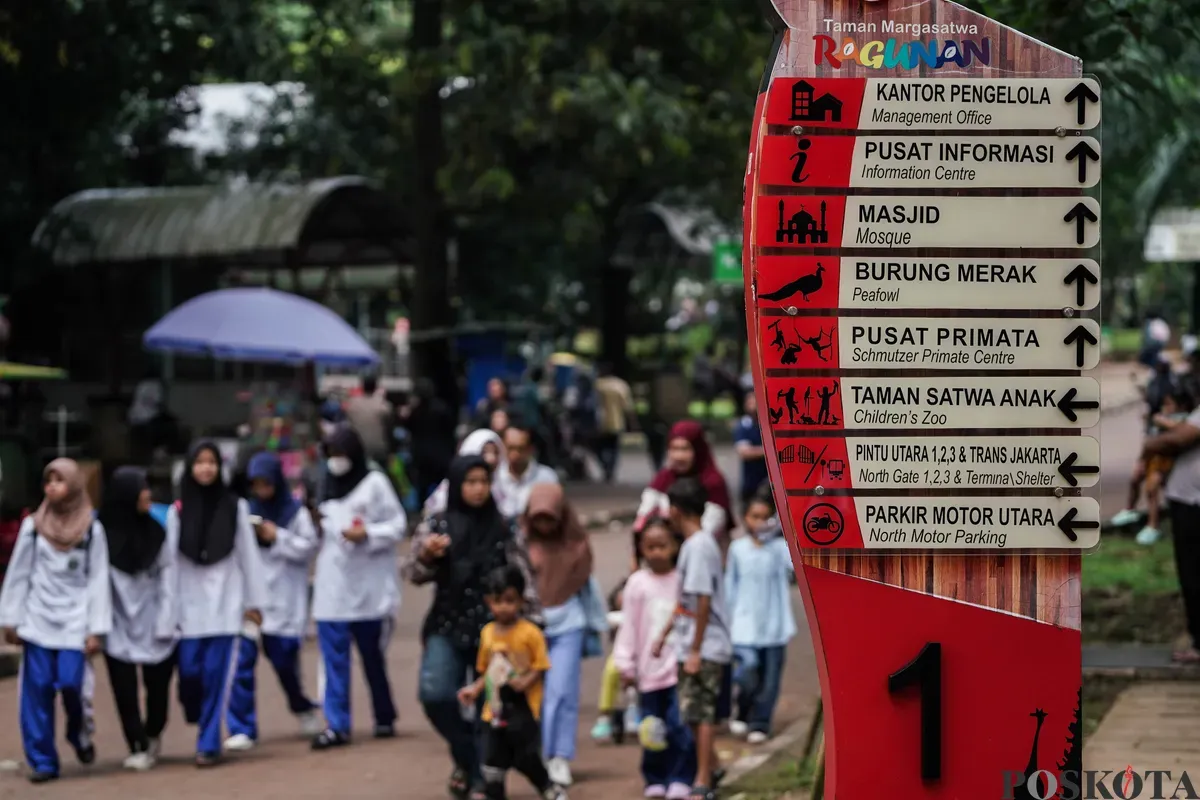 Taman Margasatwa
RAGUNAN
KANTOR PENGELOLA
Management Office
PUSAT INFORMASI
Information Centre
MASJID
Mosque
BURUNG MERAK
Peafowl
PUSAT PRIMATA
Schmutzer Primate Centre
TAMAN SATWA ANAK
Children's Zoo
PINTU UTARA 1,2,3 & TRANS JAKARTA
North Gate 1,2,3 & Termina\Shelter
PARKIR MOTOR UTARA
North Motor Parking
1
POSKOTA